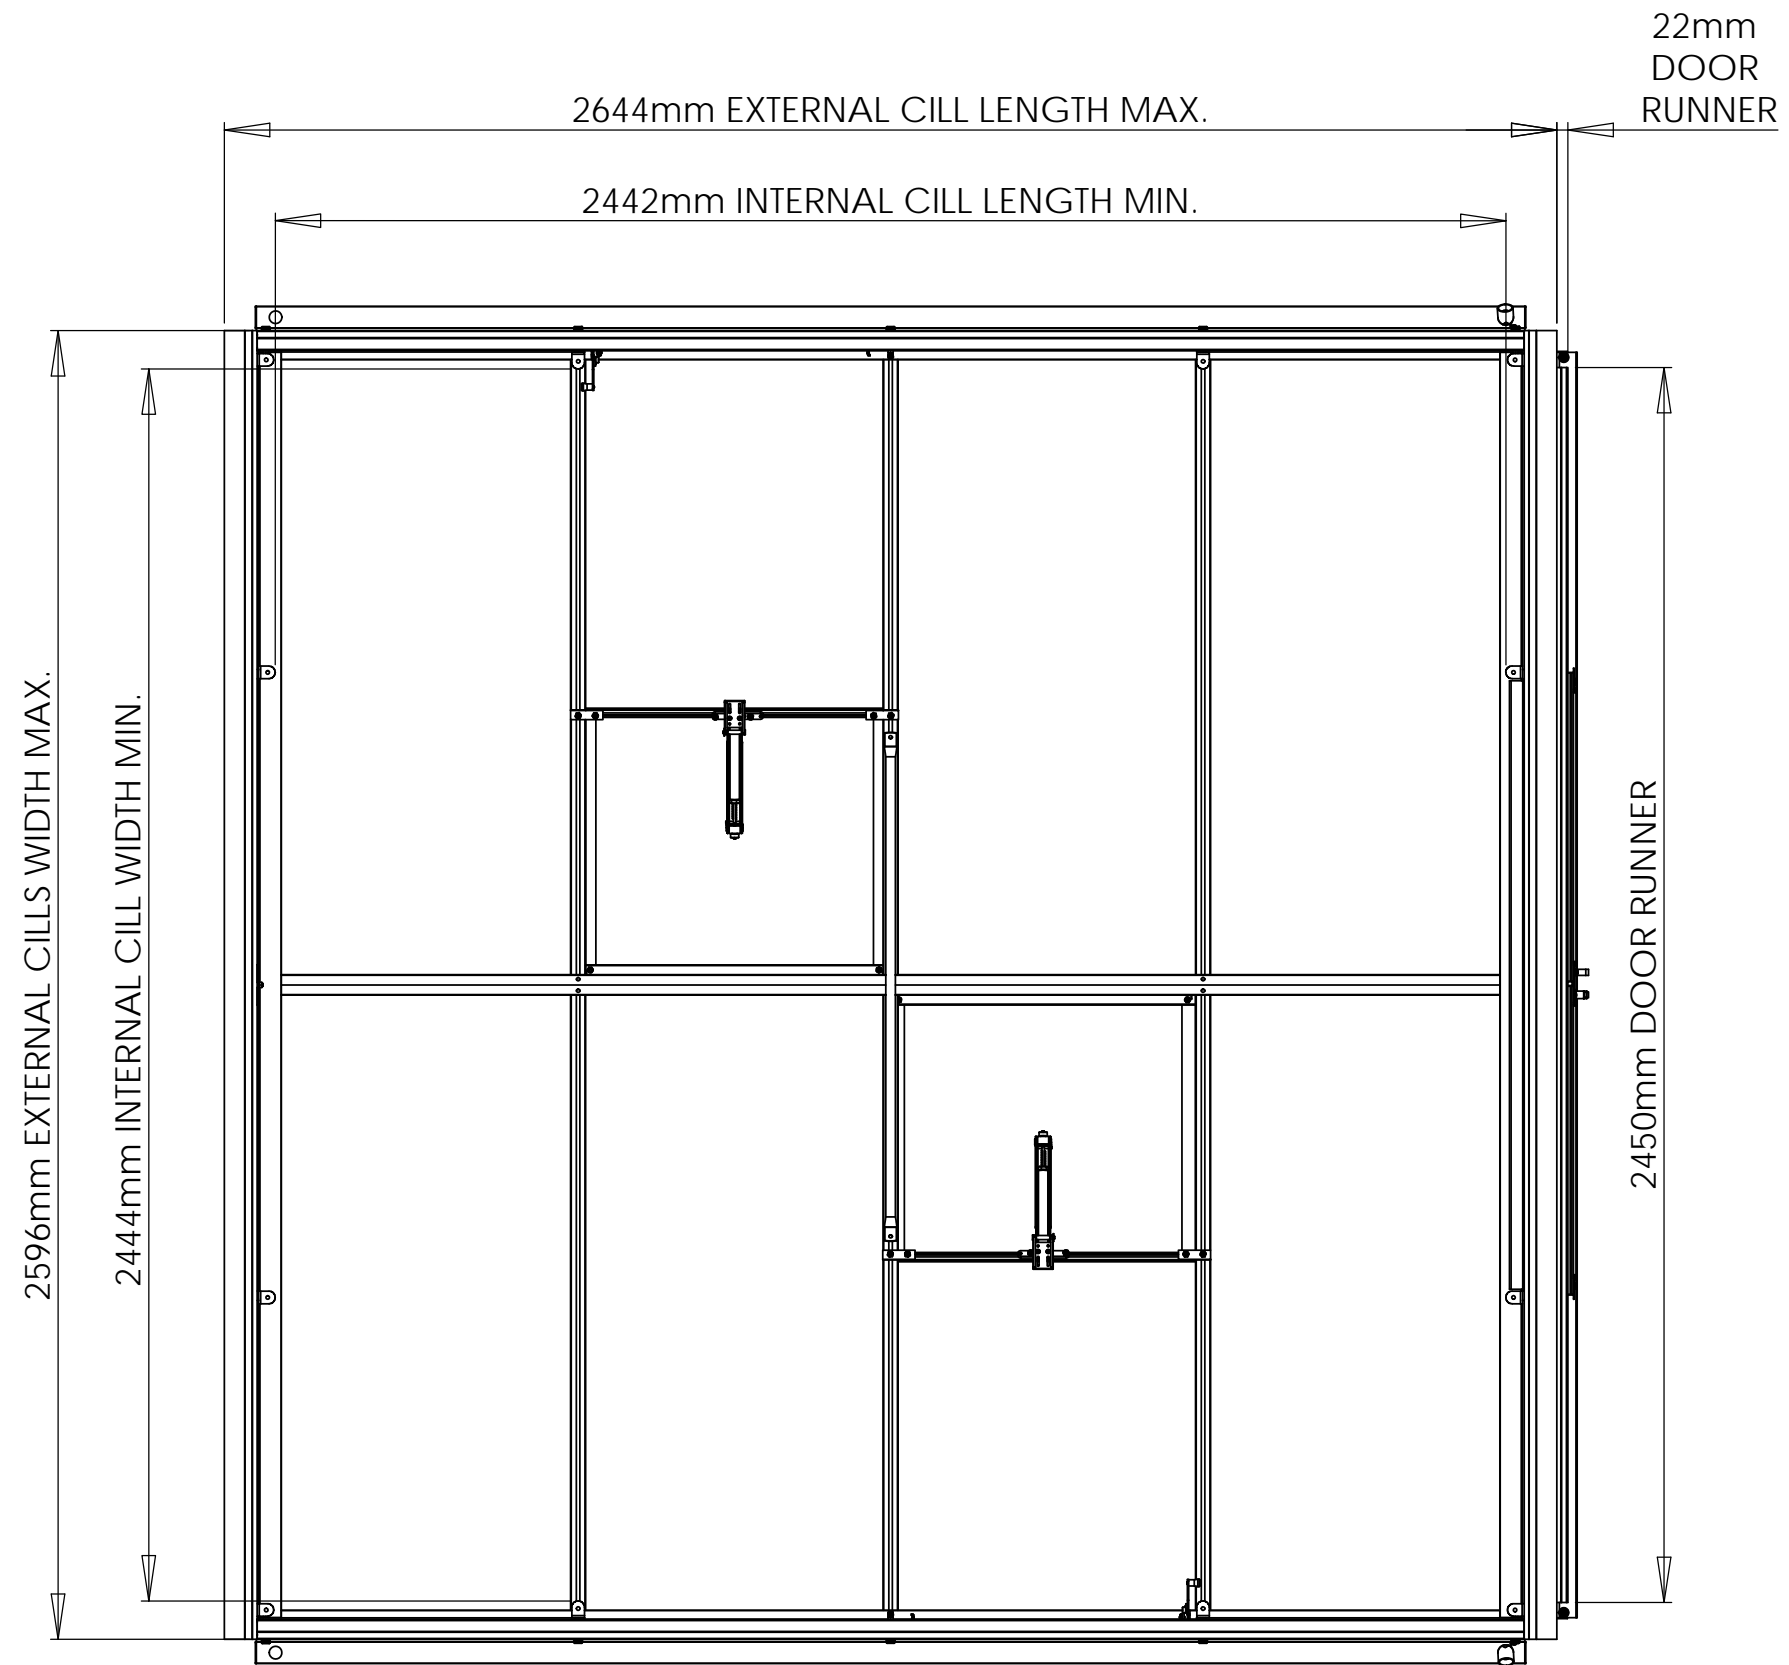 22mm
DOOR
RUNNER
2644mm EXTERNAL CILL LENGTH MAX.
2442mm INTERNAL CILL LENGTH MIN.
2596mm EXTERNAL CILLS WIDTH MAX.
2444mm INTERNAL CILL WIDTH MIN.
2450mm DOOR RUNNER